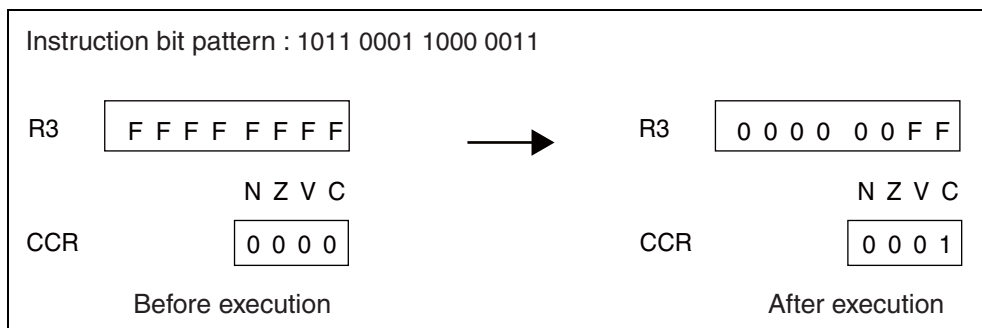 Instruction bit pattern : 1011 0001 1000 0011
R3 F F F F F F F F R3 0 0 0 0 0 0 F F
N Z V C N Z V C
CCR 0 0 0 0 CCR 0 0 0 1
Before execution After execution